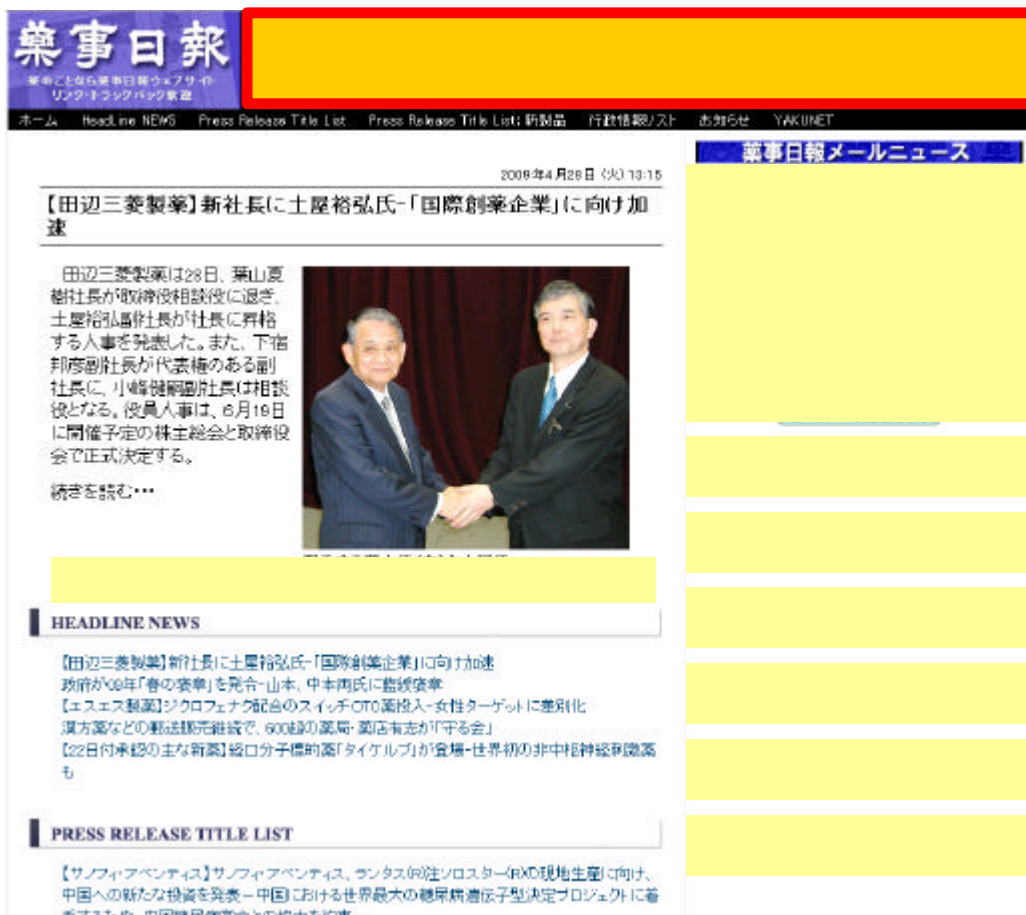 薬事日報
薬のことなら薬事日報ウェブサイト
リンク・トラックバック歓迎
ホーム HeadLine NEWS Press Release Title List Press Release Title List:新製品 行政情報リスト お知らせ YAKUNET
薬事日報メールニュース
2009年4月28日 (火) 13:15
【田辺三菱製薬】新社長に土屋裕弘氏‐「国際創薬企業」に向け加
速
田辺三菱製薬は28日、葉山夏
樹社長が取締役相談役に退き、
土屋裕弘副社長が社長に昇格
する人事を発表した。また、下宿
邦彦副社長が代表権のある副
社長に、小峰健嗣副社長は相談
役となる。役員人事は、6月19日
に開催予定の株主総会と取締役
会で正式決定する。
続きを読む・・・
HEADLINE NEWS
【田辺三菱製薬】新社長に土屋裕弘氏‐「国際創薬企業」に向け加速
政府が09年「春の褒章」を発令‐山本、中本両氏に藍綬褒章
【エスエス製薬】ジクロフェナク配合のスイッチOTC薬投入‐女性ターゲットに差別化
漢方薬などの郵送販売継続で、600超の薬局・薬店有志が「守る会」
【22日付承認の主な新薬】経口分子標的薬「タイケルブ」が登場‐世界初の非中枢神経刺激薬
も
PRESS RELEASE TITLE LIST
【サノフィ・アベンティス】サノフィ・アベンティス、ランタス(R)注ソロスター(R)の現地生産に向け、
中国への新たな投資を発表－中国における世界最大の糖尿病遺伝子型決定プロジェクトに着